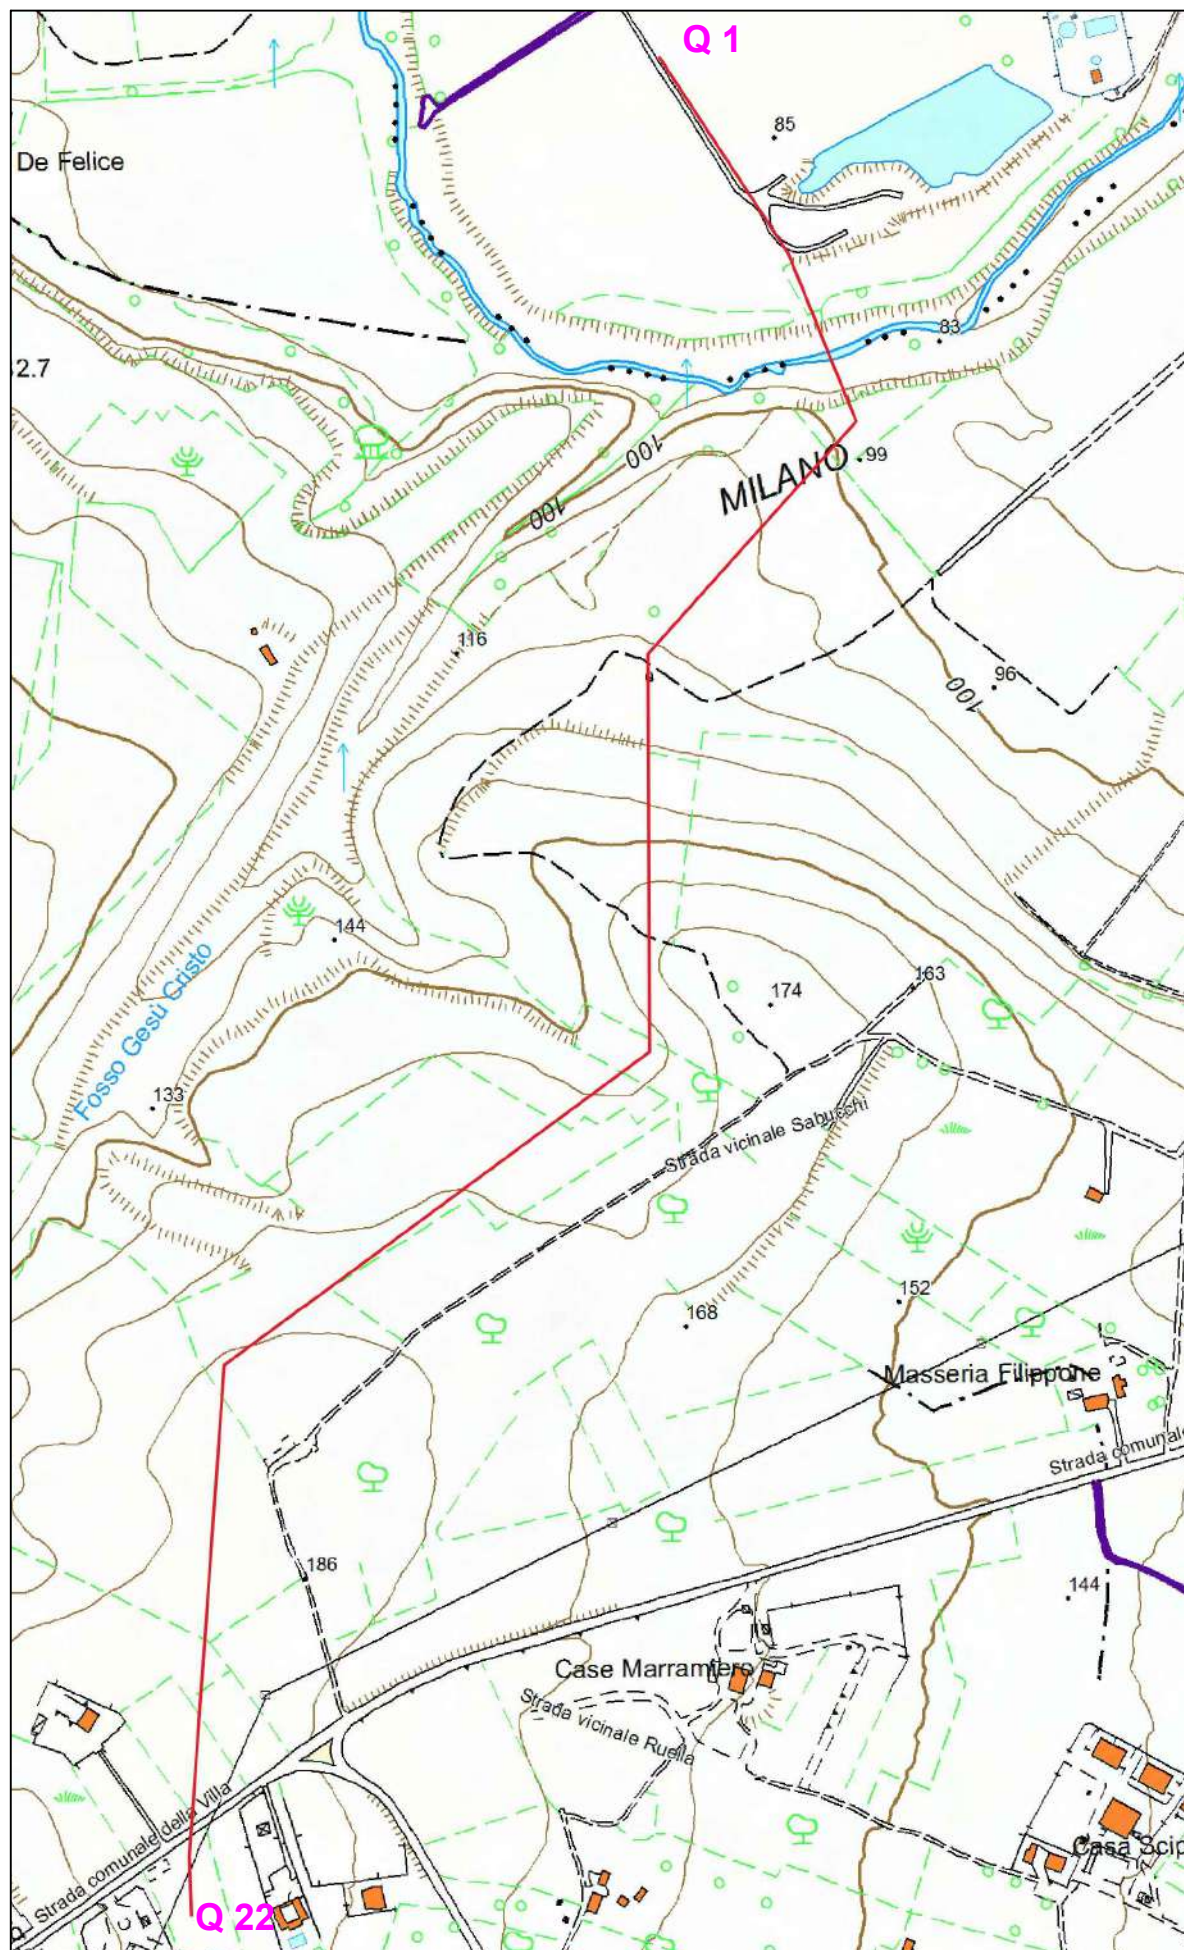 Q 1
85
De Felice
83
2.7
100
MILANO
99
100
116
96
100
144
163
174
Fosso Gesù Cristo
133
Strada vicinale Sabucchi
152
168
Masseria Filippone
Strada comunale
186
144
Case Marramiero
Strada vicinale Ruella
Strada comunale della Villa
Casa Scip
Q 22